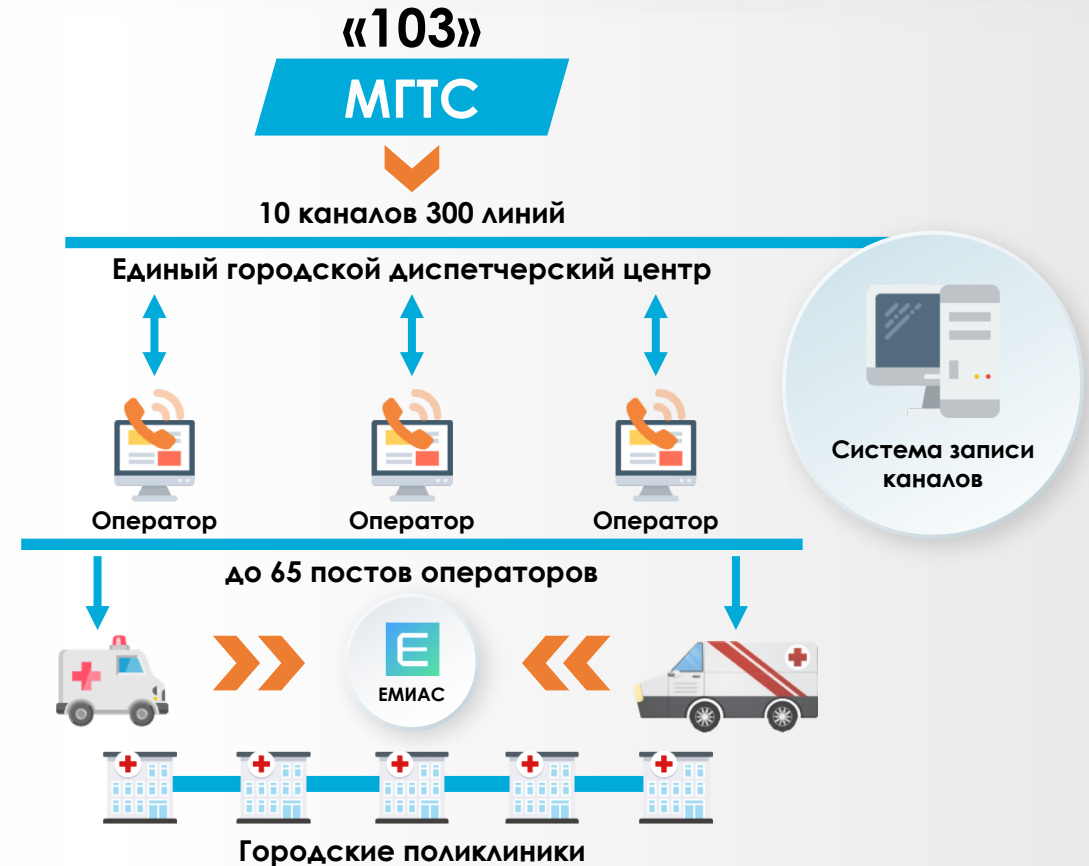 «103»
МГТС
10 каналов 300 линий
Единый городской диспетчерский центр
Система записи
каналов
Оператор
Оператор
Оператор
до 65 постов операторов
E
ЕМИАС
Городские поликлиники